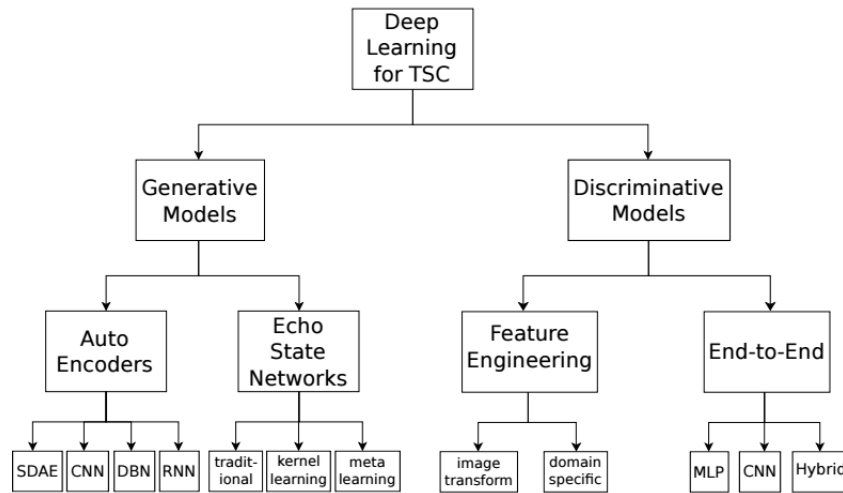 Deep
Learning
for TSC
Generative
Models
Discriminative
Models
Auto
Encoders
Echo
State
Networks
Feature
Engineering
End-to-End
SDAE
CNN
DBN
RNN
tradit-
ional
kernel
learning
meta
learning
image
transform
domain
specific
MLP
CNN
Hybrid